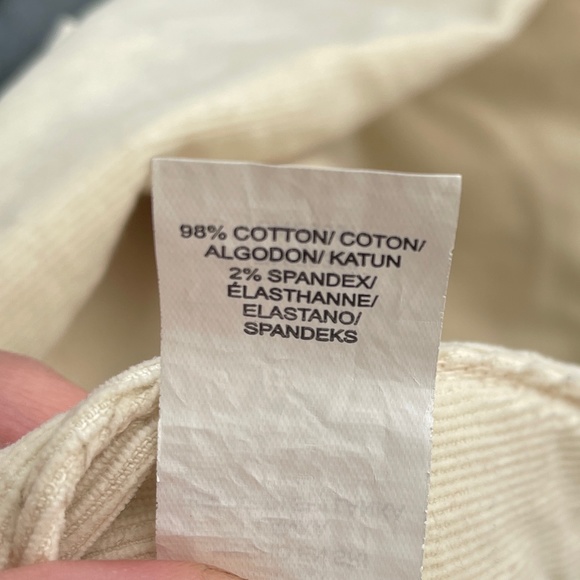 98% COTTON/ COTON/
ALGODON/ KATUN
2% SPANDEX/
ÉLASTHANNE/
ELASTANO/
SPANDEKS